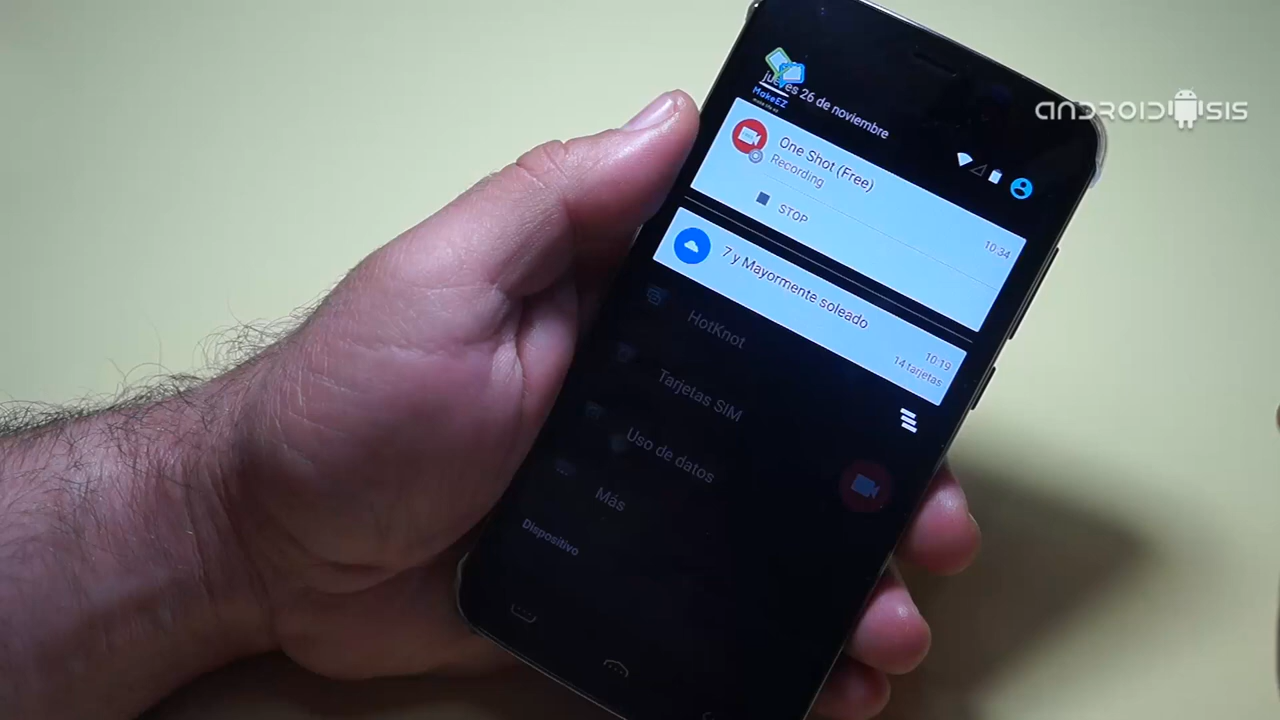 ANDROIDSIS
jueves 26 de noviembre
MakeEZ
One Shot (Free)
Recording
STOP
10:34
7 y Mayormente soleado
10:19
14 tarjetas
HotKnot
Tarjetas SIM
Uso de datos
Más
Dispositivo